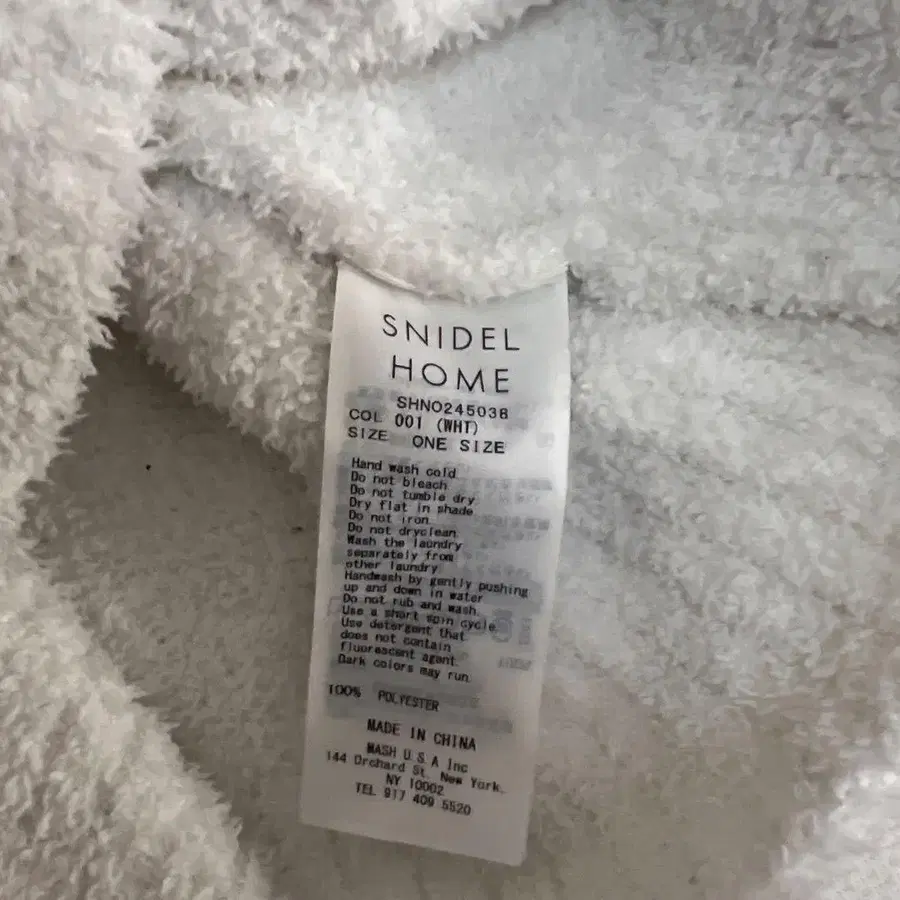 SNIDEL
HOME
SHNO245038
COL 001 (WHT)
SIZE ONE SIZE
Hand wash cold
Do not bleach
Do not tumble dry
Dry flat in shade
Do not iron
Do not dryclean
Wash the laundry
separately from
other laundry
Handwash by gently pushing
up and down in water
Do not rub and wash.
Use a short spin cycle
Use detergent that
does not contain
fluorescent agent.
Dark colors may run.
100% POLYESTER
MADE IN CHINA
MASH U.S.A Inc
144 Orchard St. New York.
NY 10002
TEL 917 409 5520